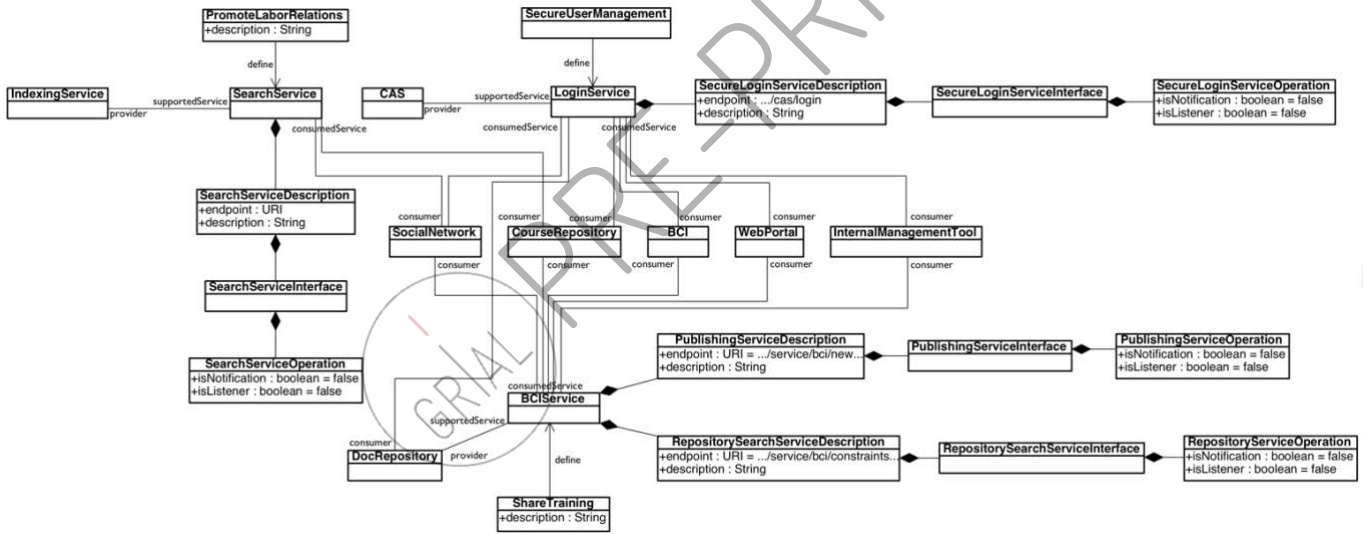 PromoteLaborRelations
+description : String
SecureUserManagement
define
define
IndexingService
provider
supportedService
SearchService
consumedService
CAS
provider
supportedService
LoginService
consumedService
consumedService
SecureLoginServiceDescription
+endpoint : .../cas/login
+description : String
SecureLoginServiceInterface
SecureLoginServiceOperation
+isNotification : boolean = false
+isListener : boolean = false
SearchServiceDescription
+endpoint : URI
+description : String
consumer
consumer
consumer
consumer
consumer
consumer
SocialNetwork
CourseRepository
BCI
WebPortal
InternalManagementTool
consumer
consumer
consumer
consumer
consumer
SearchServiceInterface
SearchServiceOperation
+isNotification : boolean = false
+isListener : boolean = false
PublishingServiceDescription
+endpoint : URI = .../service/bci/new...
+description : String
PublishingServiceInterface
PublishingServiceOperation
+isNotification : boolean = false
+isListener : boolean = false
consumedService
BCIService
supportedService
consumer
DocRepository
provider
define
RepositorySearchServiceDescription
+endpoint : URI = .../service/bci/constraints...
+description : String
RepositorySearchServiceInterface
RepositoryServiceOperation
+isNotification : boolean = false
+isListener : boolean = false
ShareTraining
+description : String
GRIAL
PRE-PRI